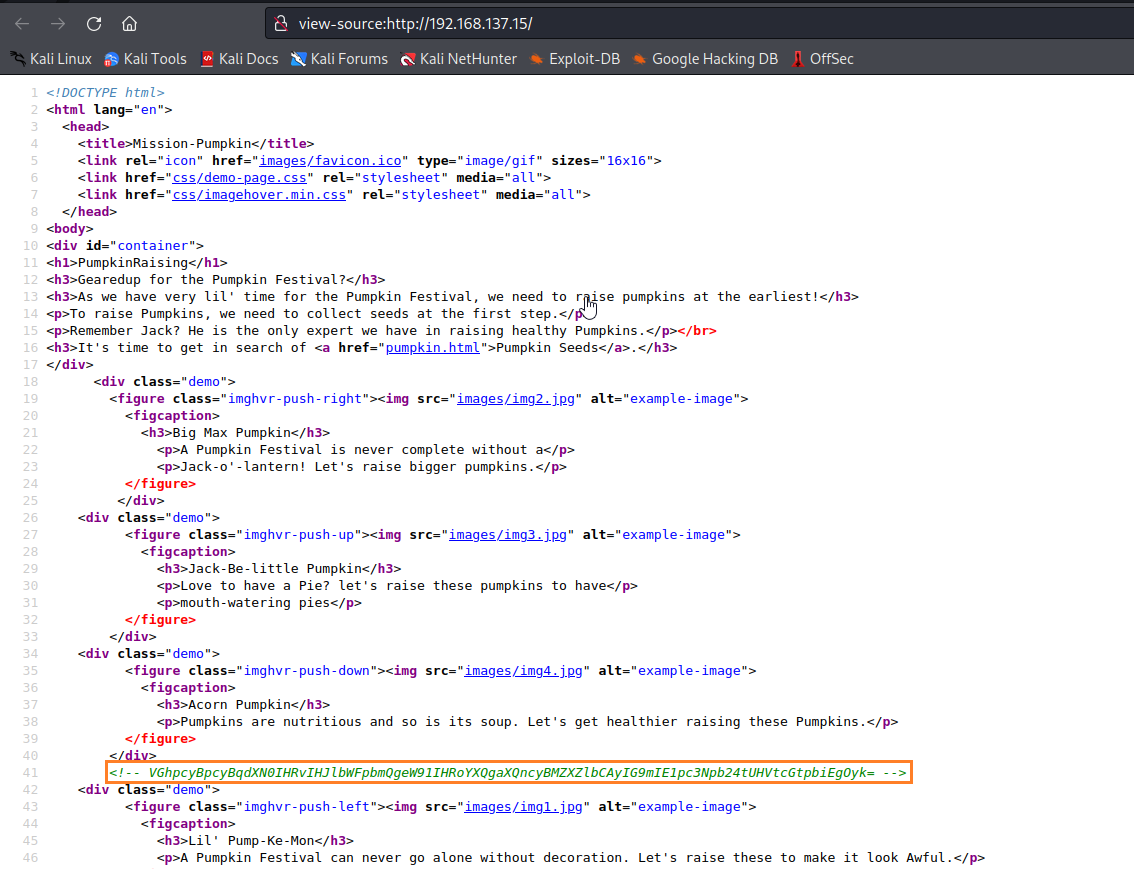 view-source:http://192.168.137.15/
Kali Linux Kali Tools Kali Docs Kali Forums Kali NetHunter Exploit-DB Google Hacking DB OffSec
1 <!DOCTYPE html>
2 <html lang="en">
3 <head>
4 <title>Mission-Pumpkin</title>
5 <link rel="icon" href="images/favicon.ico" type="image/gif" sizes="16x16">
6 <link href="css/demo-page.css" rel="stylesheet" media="all">
7 <link href="css/imagehover.min.css" rel="stylesheet" media="all">
8 </head>
9 <body>
10 <div id="container">
11 <h1>PumpkinRaising</h1>
12 <h3>Gearedup for the Pumpkin Festival?</h3>
13 <h3>As we have very lil' time for the Pumpkin Festival, we need to raise pumpkins at the earliest!</h3>
14 <p>To raise Pumpkins, we need to collect seeds at the first step.</p
15 <p>Remember Jack? He is the only expert we have in raising healthy Pumpkins.</p></br>
16 <h3>It's time to get in search of <a href="pumpkin.html">Pumpkin Seeds</a>.</h3>
17 </div>
18 <div class="demo">
19 <figure class="imghvr-push-right"><img src="images/img2.jpg" alt="example-image">
20 <figcaption>
21 <h3>Big Max Pumpkin</h3>
22 <p>A Pumpkin Festival is never complete without a</p>
23 <p>Jack-o'-lantern! Let's raise bigger pumpkins.</p>
24 </figure>
25 </div>
26 <div class="demo">
27 <figure class="imghvr-push-up"><img src="images/img3.jpg" alt="example-image">
28 <figcaption>
29 <h3>Jack-Be-little Pumpkin</h3>
30 <p>Love to have a Pie? let's raise these pumpkins to have</p>
31 <p>mouth-watering pies</p>
32 </figure>
33 </div>
34 <div class="demo">
35 <figure class="imghvr-push-down"><img src="images/img4.jpg" alt="example-image">
36 <figcaption>
37 <h3>Acorn Pumpkin</h3>
38 <p>Pumpkins are nutritious and so is its soup. Let's get healthier raising these Pumpkins.</p>
39 </figure>
40 </div>
41 <!-- VGhpcyBpcyBqdXN0IHRvIHJlbWFpbmQgeW91IHRoYXQgaXQncyBMZXZlbCAyIG9mIE1pc3Npb24tUHVtcGtpbiEgOyk= -->
42 <div class="demo">
43 <figure class="imghvr-push-left"><img src="images/img1.jpg" alt="example-image">
44 <figcaption>
45 <h3>Lil' Pump-Ke-Mon</h3>
46 <p>A Pumpkin Festival can never go alone without decoration. Let's raise these to make it look Awful.</p>